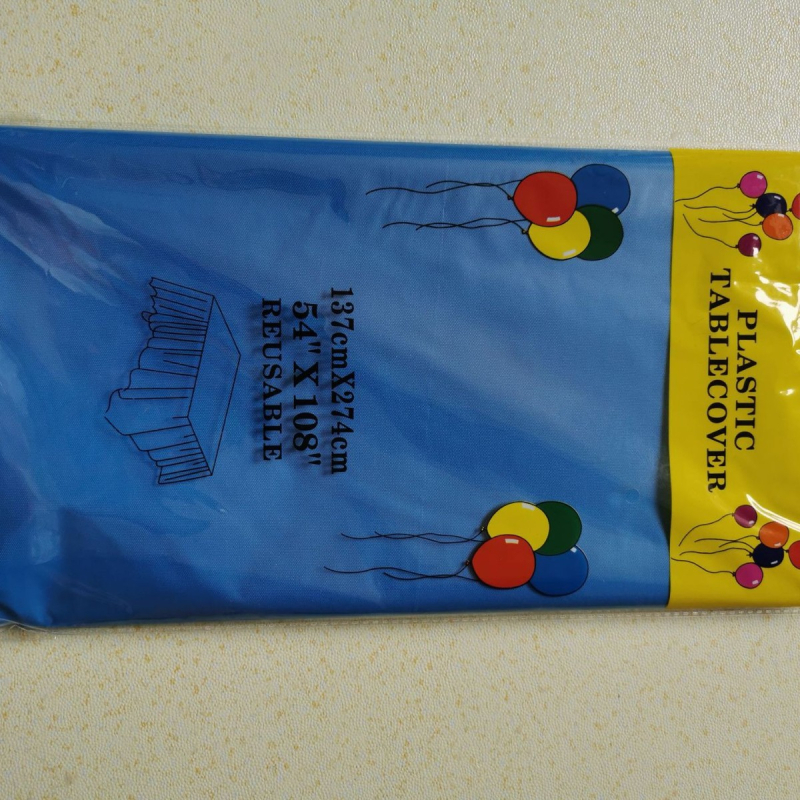 PLASTIC
TABLECOVER
137cmX274cm
54" X 108"
REUSABLE